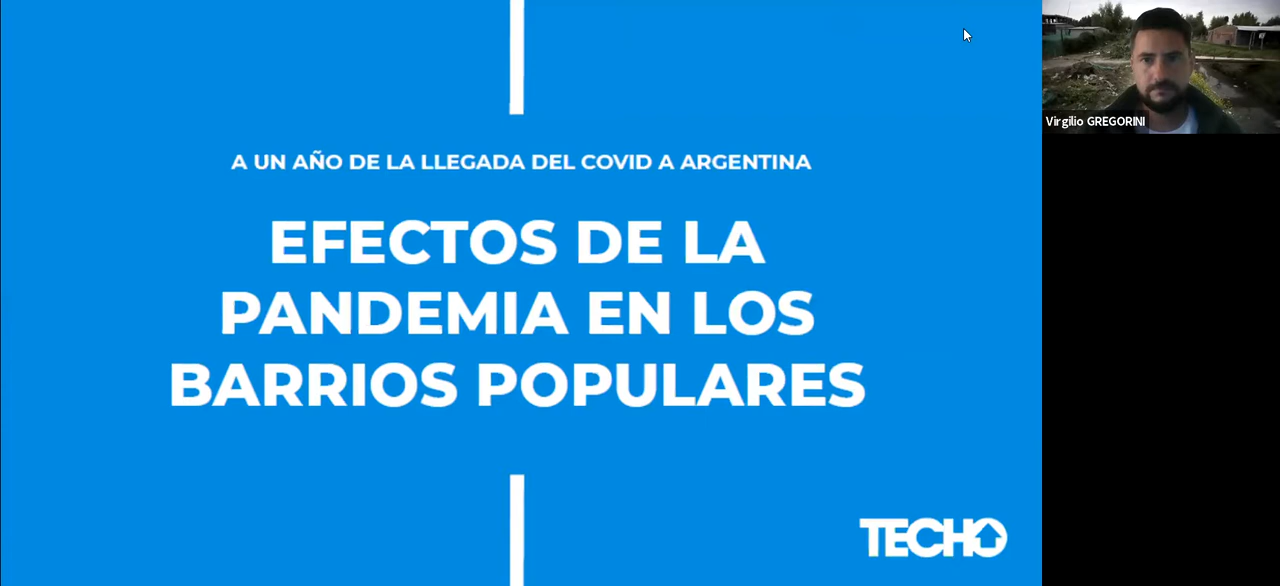 A UN AÑO DE LA LLEGADA DEL COVID A ARGENTINA
EFECTOS DE LA
PANDEMIA EN LOS
BARRIOS POPULARES
TECHO
Virgilio GREGORINI